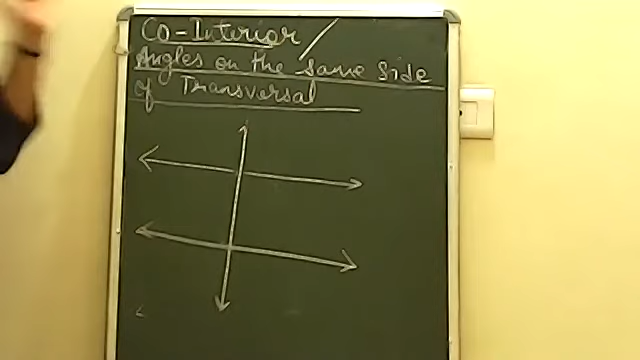 Co-Interior /
Angles on the same side
of Transversal